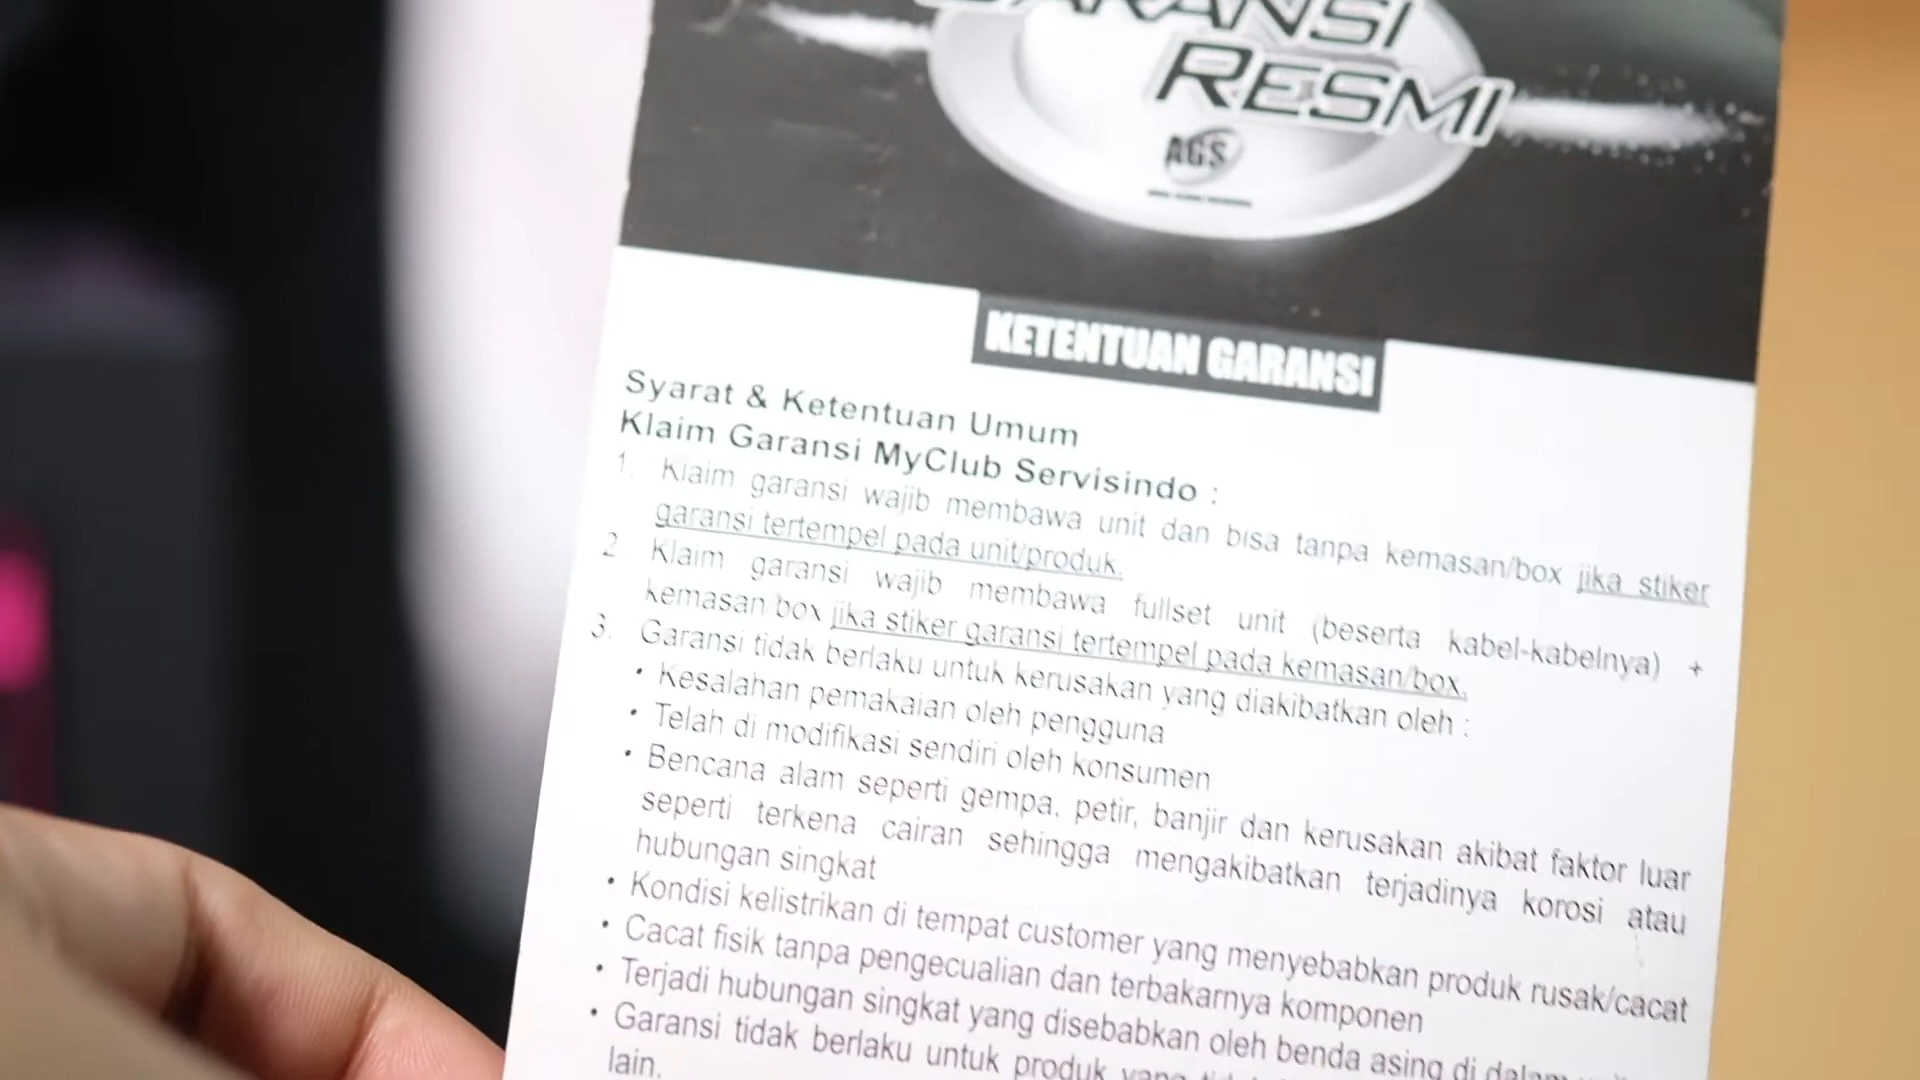 GARANSI
RESMI
AGS
KETENTUAN GARANSI
Syarat & Ketentuan Umum
Klaim Garansi MyClub Servisindo :
1. Klaim garansi wajib membawa unit dan bisa tanpa kemasan/box jika stiker
garansi tertempel pada unit/produk.
2 Klaim garansi wajib membawa fullset unit (beserta kabel-kabelnya) +
kemasan/box jika stiker garansi tertempel pada kemasan/box.
3. Garansi tidak berlaku untuk kerusakan yang diakibatkan oleh :
• Kesalahan pemakaian oleh pengguna
• Telah di modifikasi sendiri oleh konsumen
• Bencana alam seperti gempa, petir, banjir dan kerusakan akibat faktor luar
seperti terkena cairan sehingga mengakibatkan terjadinya korosi atau
hubungan singkat
• Kondisi kelistrikan di tempat customer yang menyebabkan produk rusak/cacat
• Cacat fisik tanpa pengecualian dan terbakarnya komponen
• Terjadi hubungan singkat yang disebabkan oleh benda asing di dalam
• Garansi tidak berlaku untuk produk yang
lain.